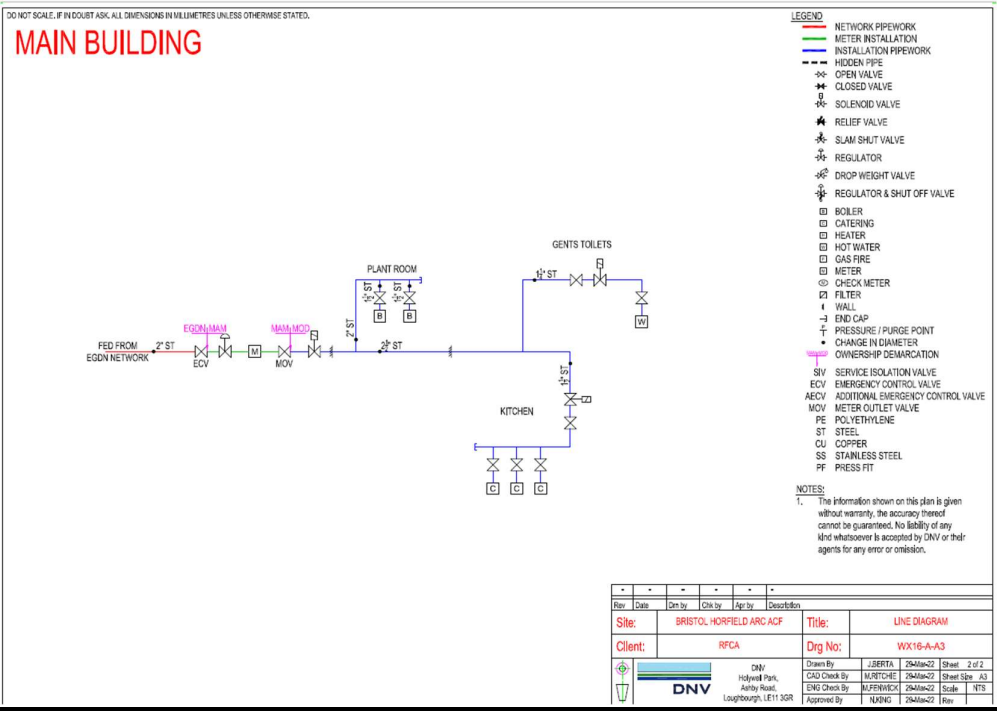 DO NOT SCALE. IF IN DOUBT ASK. ALL DIMENSIONS IN MILLIMETRES UNLESS OTHERWISE STATED.
MAIN BUILDING
LEGEND
NETWORK PIPEWORK
METER INSTALLATION
INSTALLATION PIPEWORK
HIDDEN PIPE
OPEN VALVE
CLOSED VALVE
SOLENOID VALVE
RELIEF VALVE
SLAM SHUT VALVE
REGULATOR
DROP WEIGHT VALVE
REGULATOR & SHUT OFF VALVE
BOILER
CATERING
HEATER
HOT WATER
GAS FIRE
METER
CHECK METER
FILTER
WALL
END CAP
PRESSURE / PURGE POINT
CHANGE IN DIAMETER
OWNERSHIP DEMARCATION
SIV SERVICE ISOLATION VALVE
ECV EMERGENCY CONTROL VALVE
AECV ADDITIONAL EMERGENCY CONTROL VALVE
MOV METER OUTLET VALVE
PE POLYETHYLENE
ST STEEL
CU COPPER
SS STAINLESS STEEL
PF PRESS FIT
NOTES:
1. The information shown on this plan is given
without warranty, the accuracy thereof
cannot be guaranteed. No liability of any
kind whatsoever is accepted by DNV or their
agents for any error or omission.
GENTS TOILETS
1½" ST
W
PLANT ROOM
1½" ST
1½" ST
B
B
2" ST
EGDN MAM
MAM MOD
FED FROM
EGDN NETWORK
2" ST
ECV
M
MOV
2½" ST
1½" ST
KITCHEN
C
C
C
Rev Date Drn by Chk by Apr by Description
Site: BRISTOL HORFIELD ARC ACF Title: LINE DIAGRAM
Client: RFCA Drg No: WX16-A-A3
DNV
DNV
Holywell Park,
Ashby Road,
Loughbourgh, LE11 3GR
Drawn By J.BERTA 29-Mar-22 Sheet 2 of 2
CAD Check By M.RITCHIE 29-Mar-22 Sheet Size A3
ENG Check By M.FENWICK 29-Mar-22 Scale NTS
Approved By N.KING 29-Mar-22 Rev